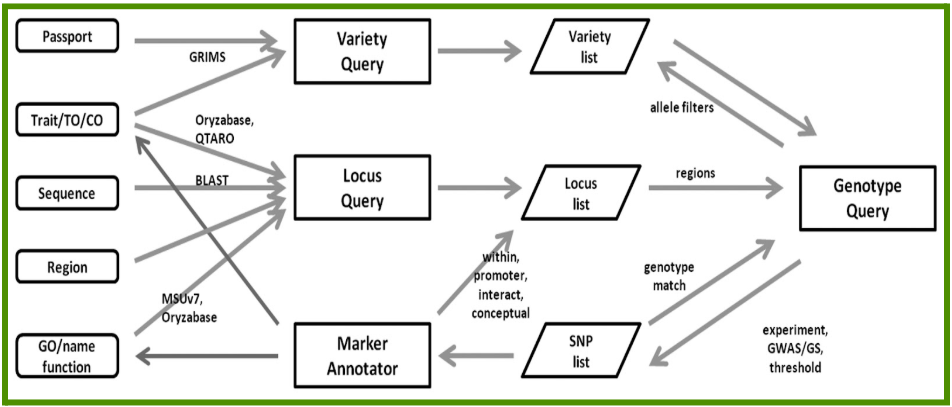 Passport
GRIMS
Variety
Query
Variety
list
allele filters
Trait/TO/CO
Oryzabase,
QTARO
Sequence
BLAST
Locus
Query
Locus
list
regions
Genotype
Query
Region
within,
promoter,
interact,
conceptual
genotype
match
MSUv7,
Oryzabase
GO/name
function
Marker
Annotator
SNP
list
experiment,
GWAS/GS,
threshold